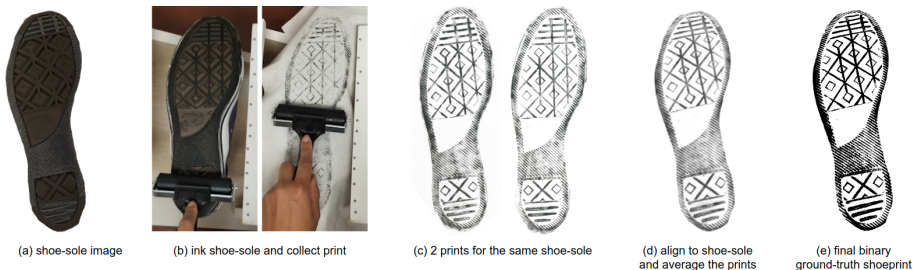 (a) shoe-sole image
(b) ink shoe-sole and collect print
(c) 2 prints for the same shoe-sole
(d) align to shoe-sole
and average the prints
(e) final binary
ground-truth shoeprint